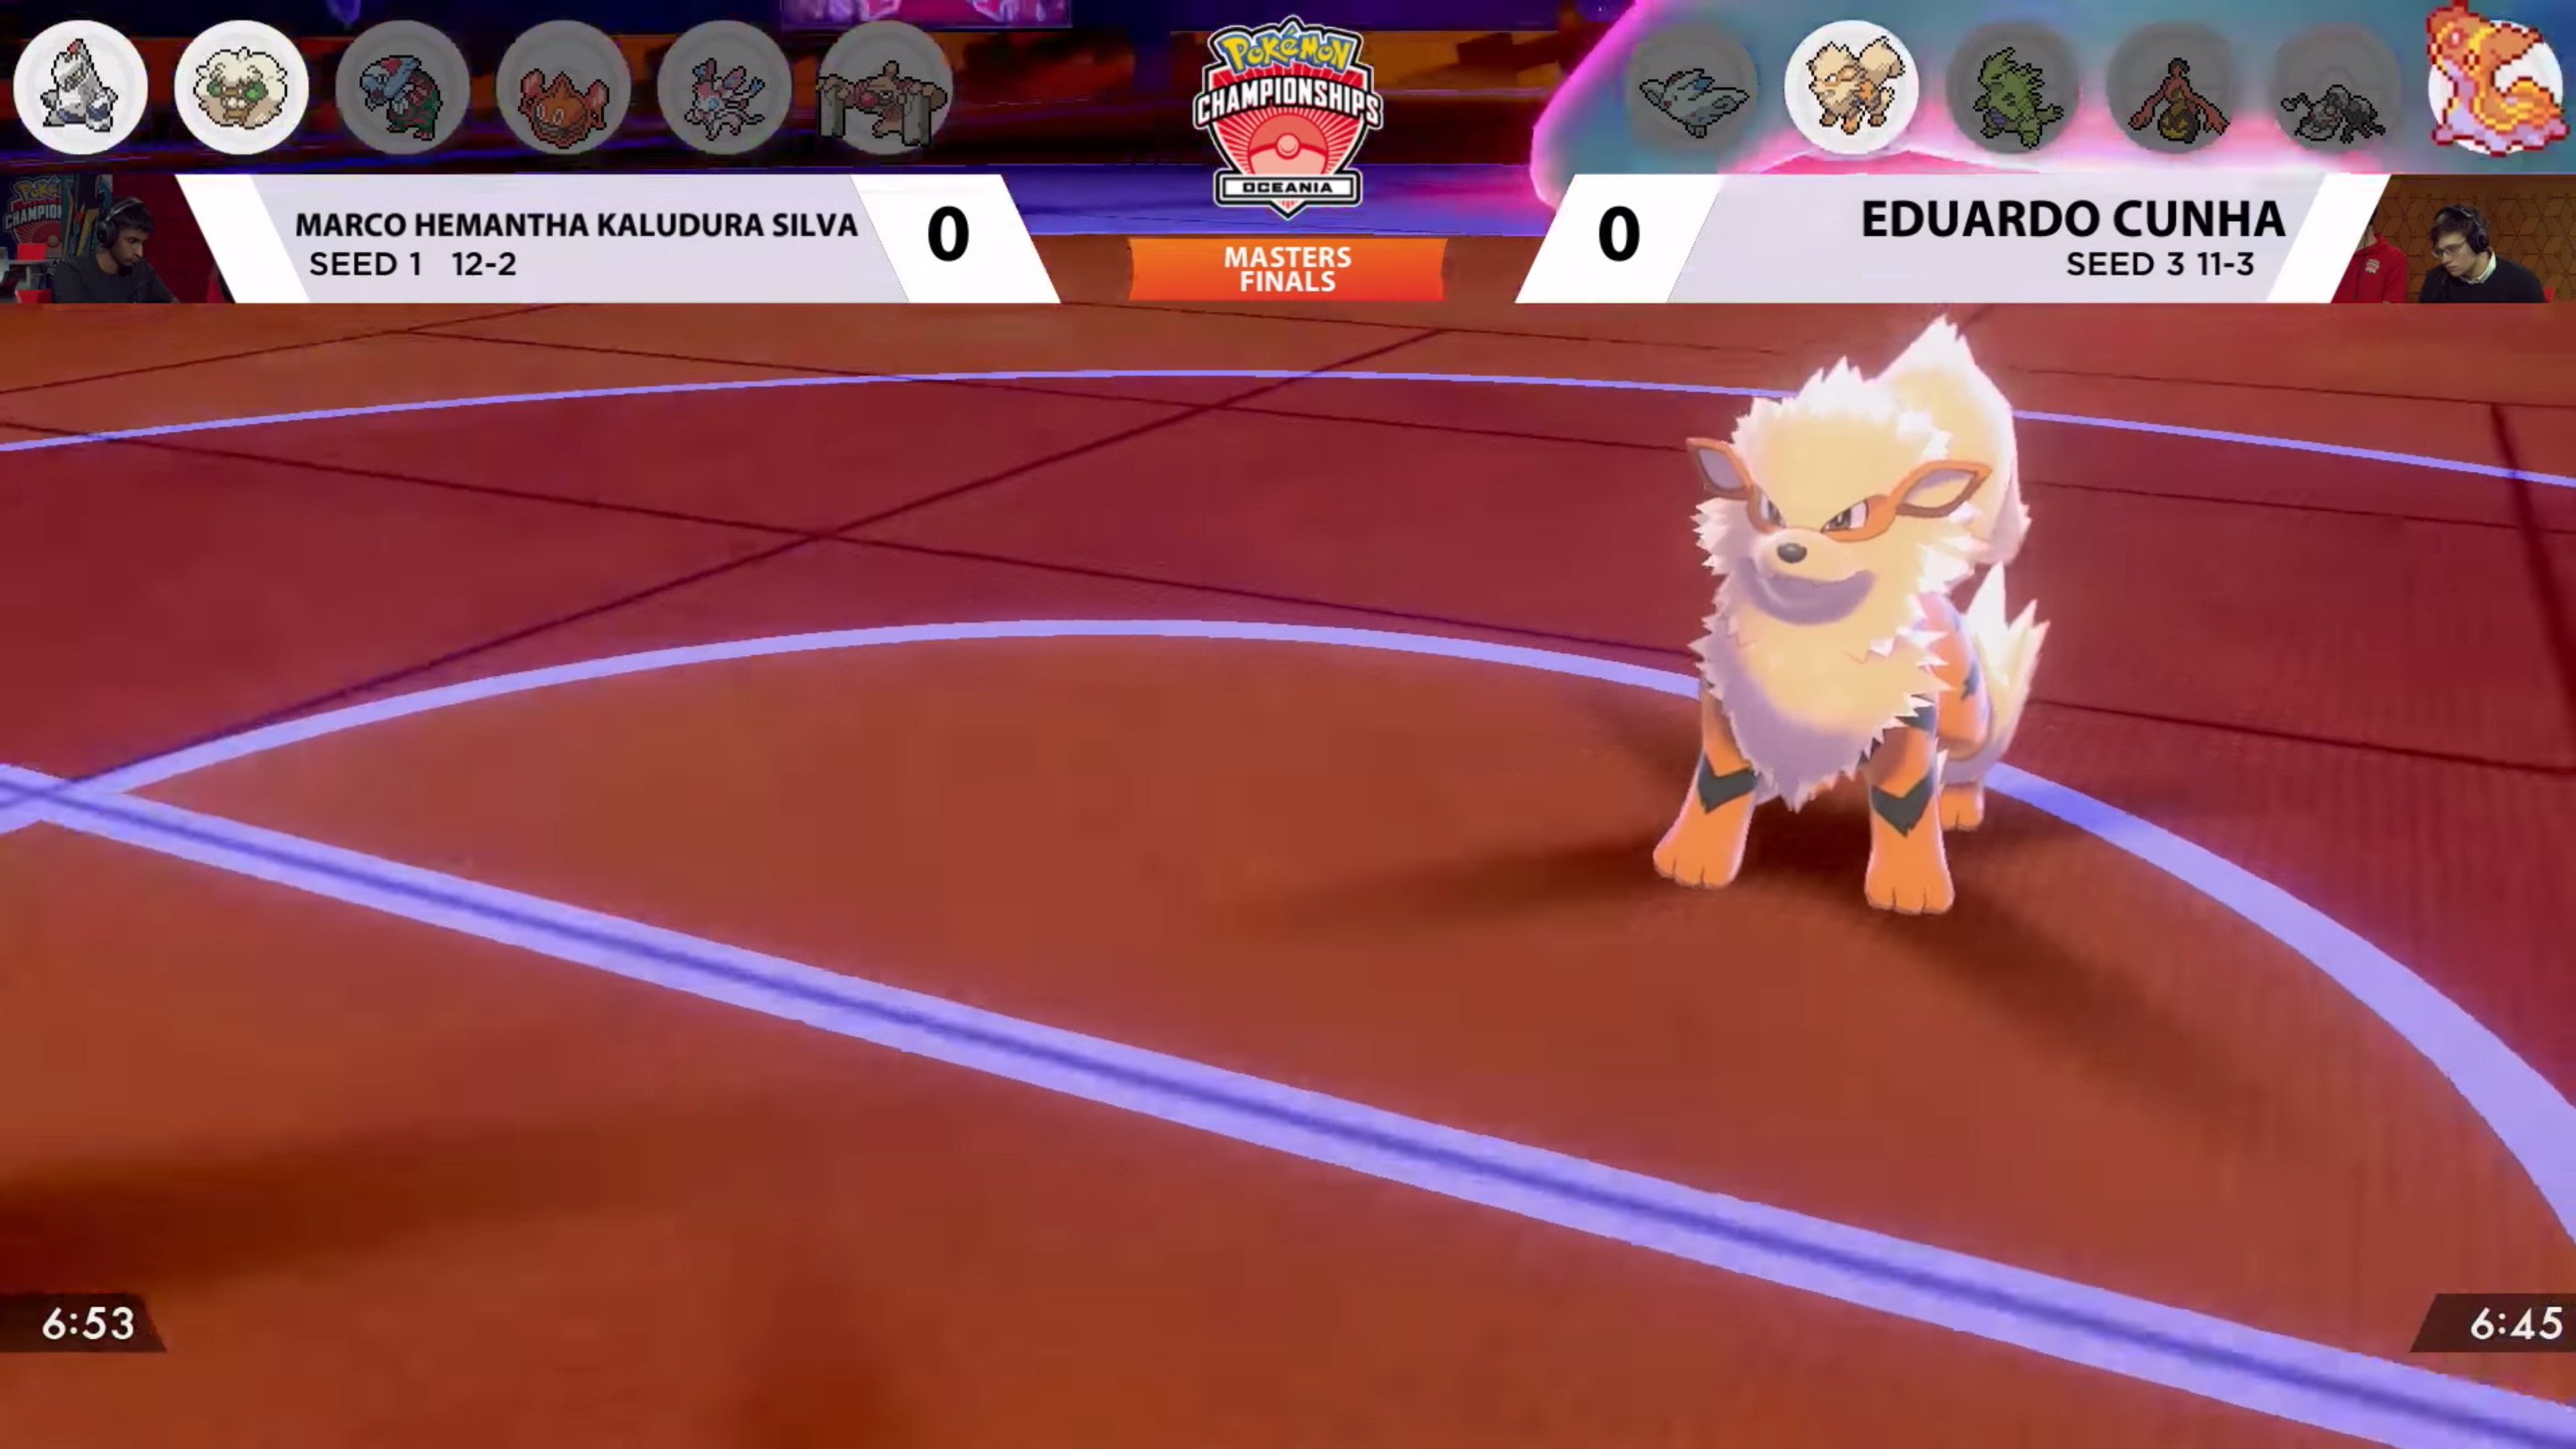 POKÉMON
CHAMPIONSHIPS
OCEANIA
MARCO HEMANTHA KALUDURA SILVA
SEED 1 12-2
0
MASTERS
FINALS
0
EDUARDO CUNHA
SEED 3 11-3
6:53
6:45